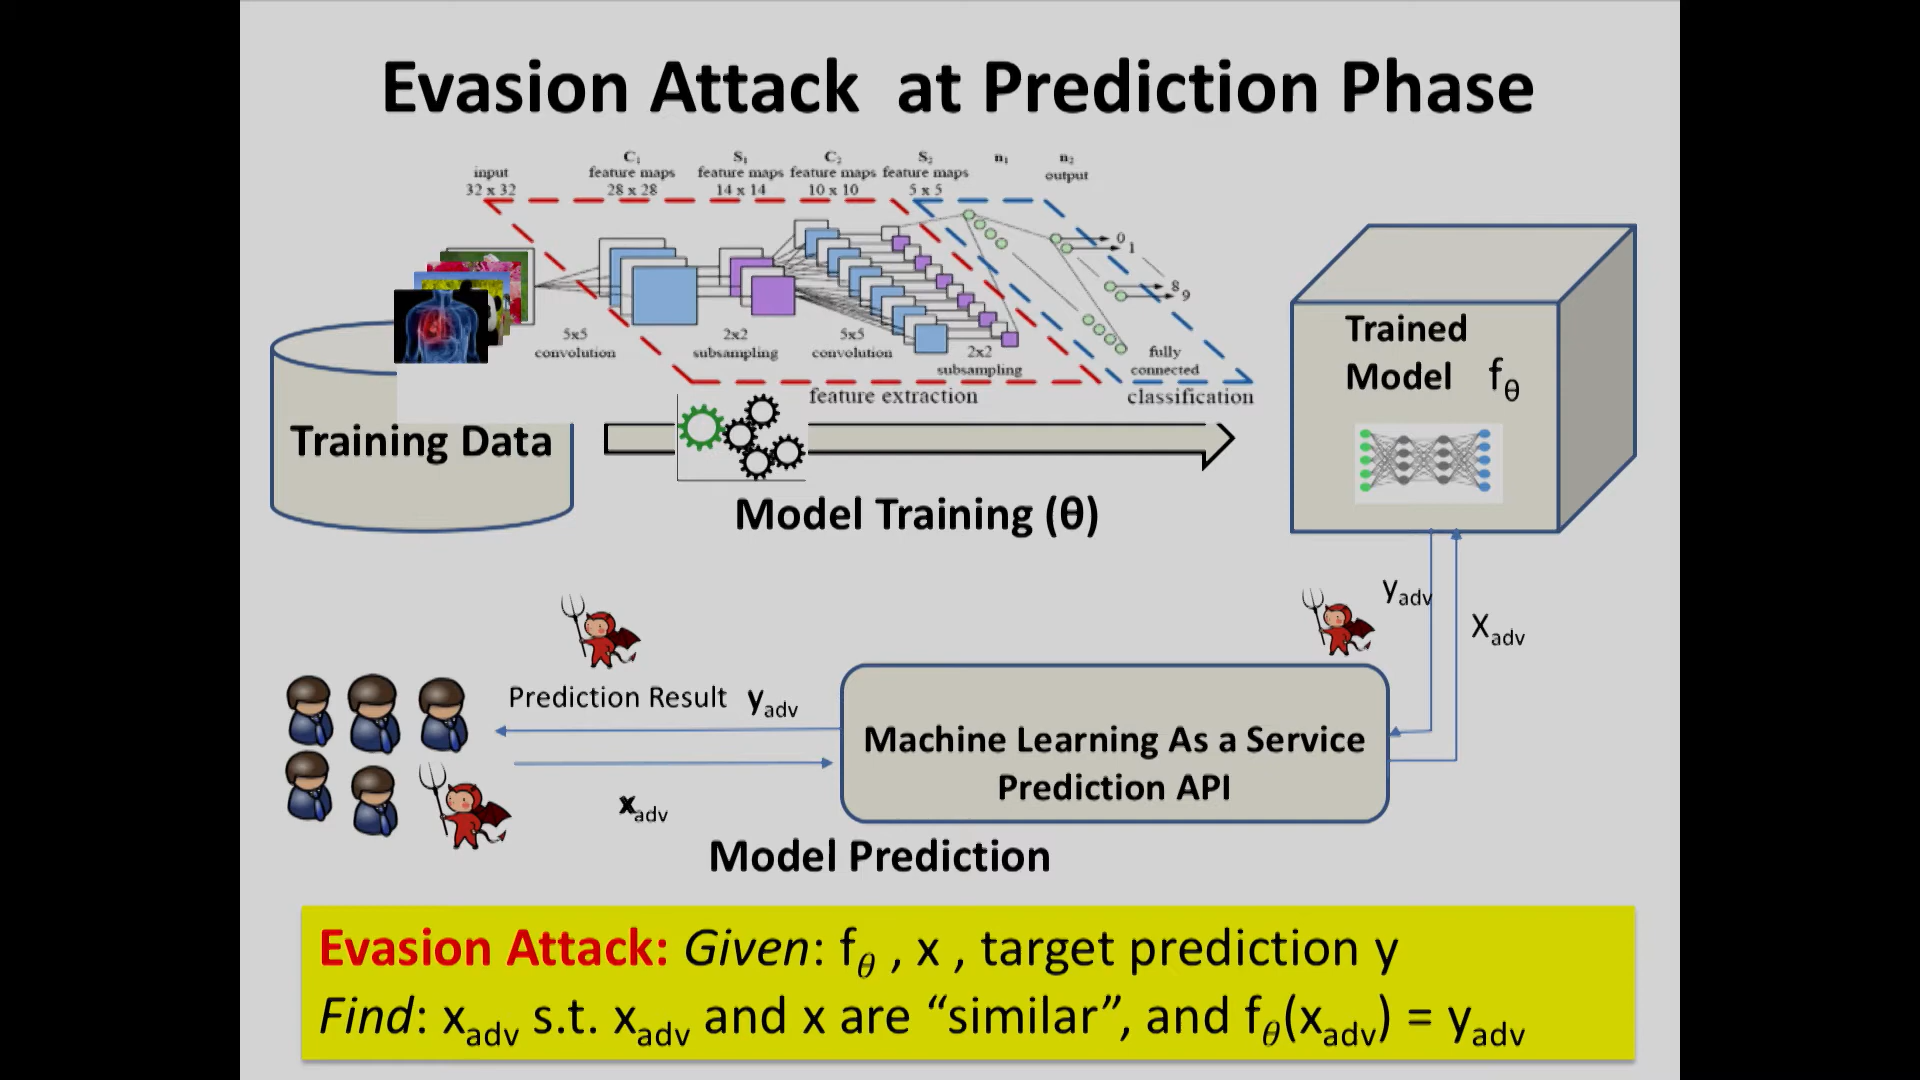 Evasion Attack at Prediction Phase
input
32 x 32
C1
feature maps
28 x 28
S1
feature maps
14 x 14
C2
feature maps
10 x 10
S2
feature maps
5 x 5
n1
n2
output
0
1
8
9
5x5
convolution
2x2
subsampling
5x5
convolution
2x2
subsampling
fully
connected
feature extraction
classification
Training Data
Model Training (θ)
Trained
Model fθ
yadv
Xadv
Prediction Result yadv
xadv
Machine Learning As a Service
Prediction API
Model Prediction
Evasion Attack: Given: fθ , x , target prediction y
Find: xadv s.t. xadv and x are “similar”, and fθ(xadv) = yadv